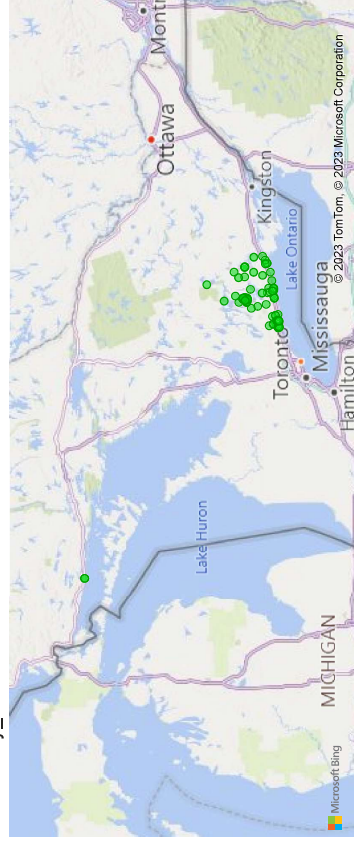 Montr
Ottawa
Kingston
Lake Ontario
Toronto
Mississauga
Hamilton
Lake Huron
MICHIGAN
Microsoft Bing
© 2023 TomTom, © 2023 Microsoft Corporation